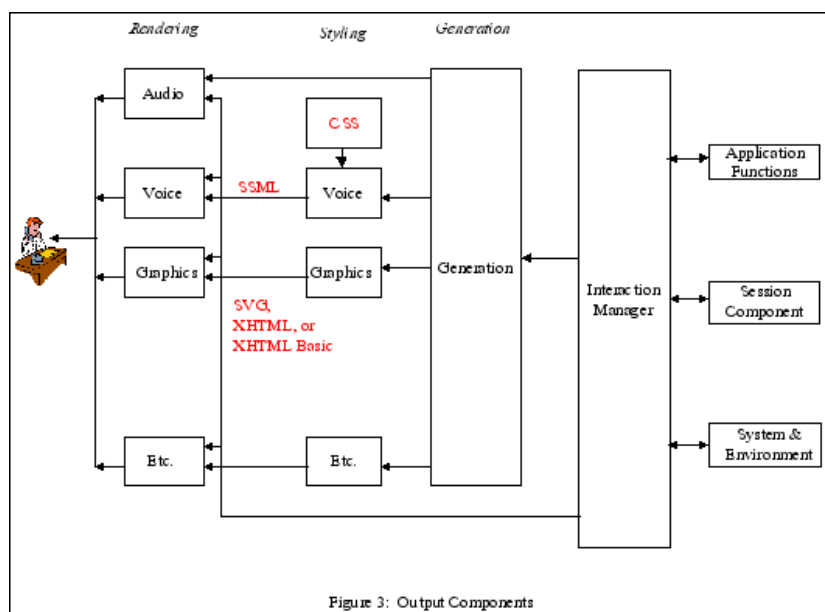 Rendering
Styling
Generation
Audio
CSS
Voice
SSML
Voice
Graphics
Graphics
SVG,
XHTML, or
XHTML Basic
Etc.
Etc.
Generation
Interaction
Manager
Application
Functions
Session
Component
System &
Environment
Figure 3: Output Components